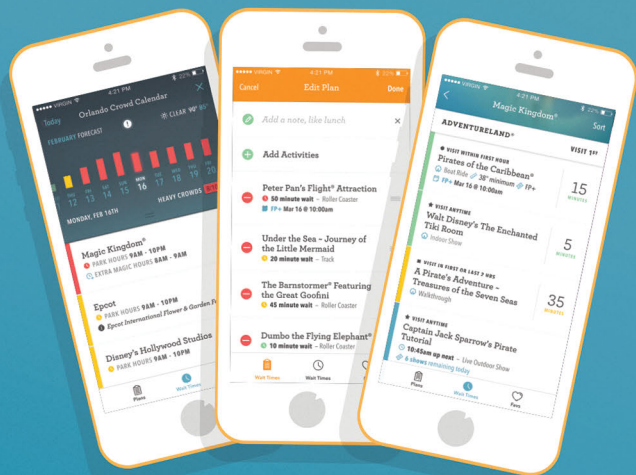 VIRGIN 4:21 PM 22%
Today Orlando Crowd Calendar
FEBRUARY FORECAST CLEAR 90° 89°
12 13 14 15 16 17 18 19 20
MON
MONDAY, FEB 16TH HEAVY CROWDS
Magic Kingdom®
PARK HOURS 9AM - 10PM
EXTRA MAGIC HOURS 8AM - 9AM
Epcot
PARK HOURS 9AM - 10PM
Epcot International Flower & Garden
Disney's Hollywood Studios
PARK HOURS 9AM - 10PM
Plans Wait Times
VIRGIN 4:21 PM 22%
Cancel Edit Plan Done
Add a note, like lunch
Add Activities
Peter Pan's Flight® Attraction
50 minute wait - Roller Coaster
FP+ Mar 16 @ 10:00am
Under the Sea - Journey of
the Little Mermaid
20 minute wait - Track
The Barnstormer® Featuring
the Great Goofini
45 minute wait - Roller Coaster
Dumbo the Flying Elephant®
10 minute wait - Roller Coaster
Wait Times Wait Times Favs
VIRGIN 4:21 PM 22%
Magic Kingdom® Sort
ADVENTURELAND® VISIT 1ST
VISIT WITHIN FIRST HOUR
Pirates of the Caribbean®
Boat Ride 38" minimum FP+
FP+ Mar 16 @ 10:00am
15
MINUTES
VISIT ANYTIME
Walt Disney's The Enchanted
Tiki Room
Indoor Show
5
MINUTES
VISIT IN FIRST OR LAST 2 HRS
A Pirate's Adventure ~
Treasures of the Seven Seas
Walkthrough
35
MINUTES
VISIT ANYTIME
Captain Jack Sparrow's Pirate
Tutorial
10:45am up next - Live Outdoor Show
6 shows remaining today
Plans Wait Times Favs